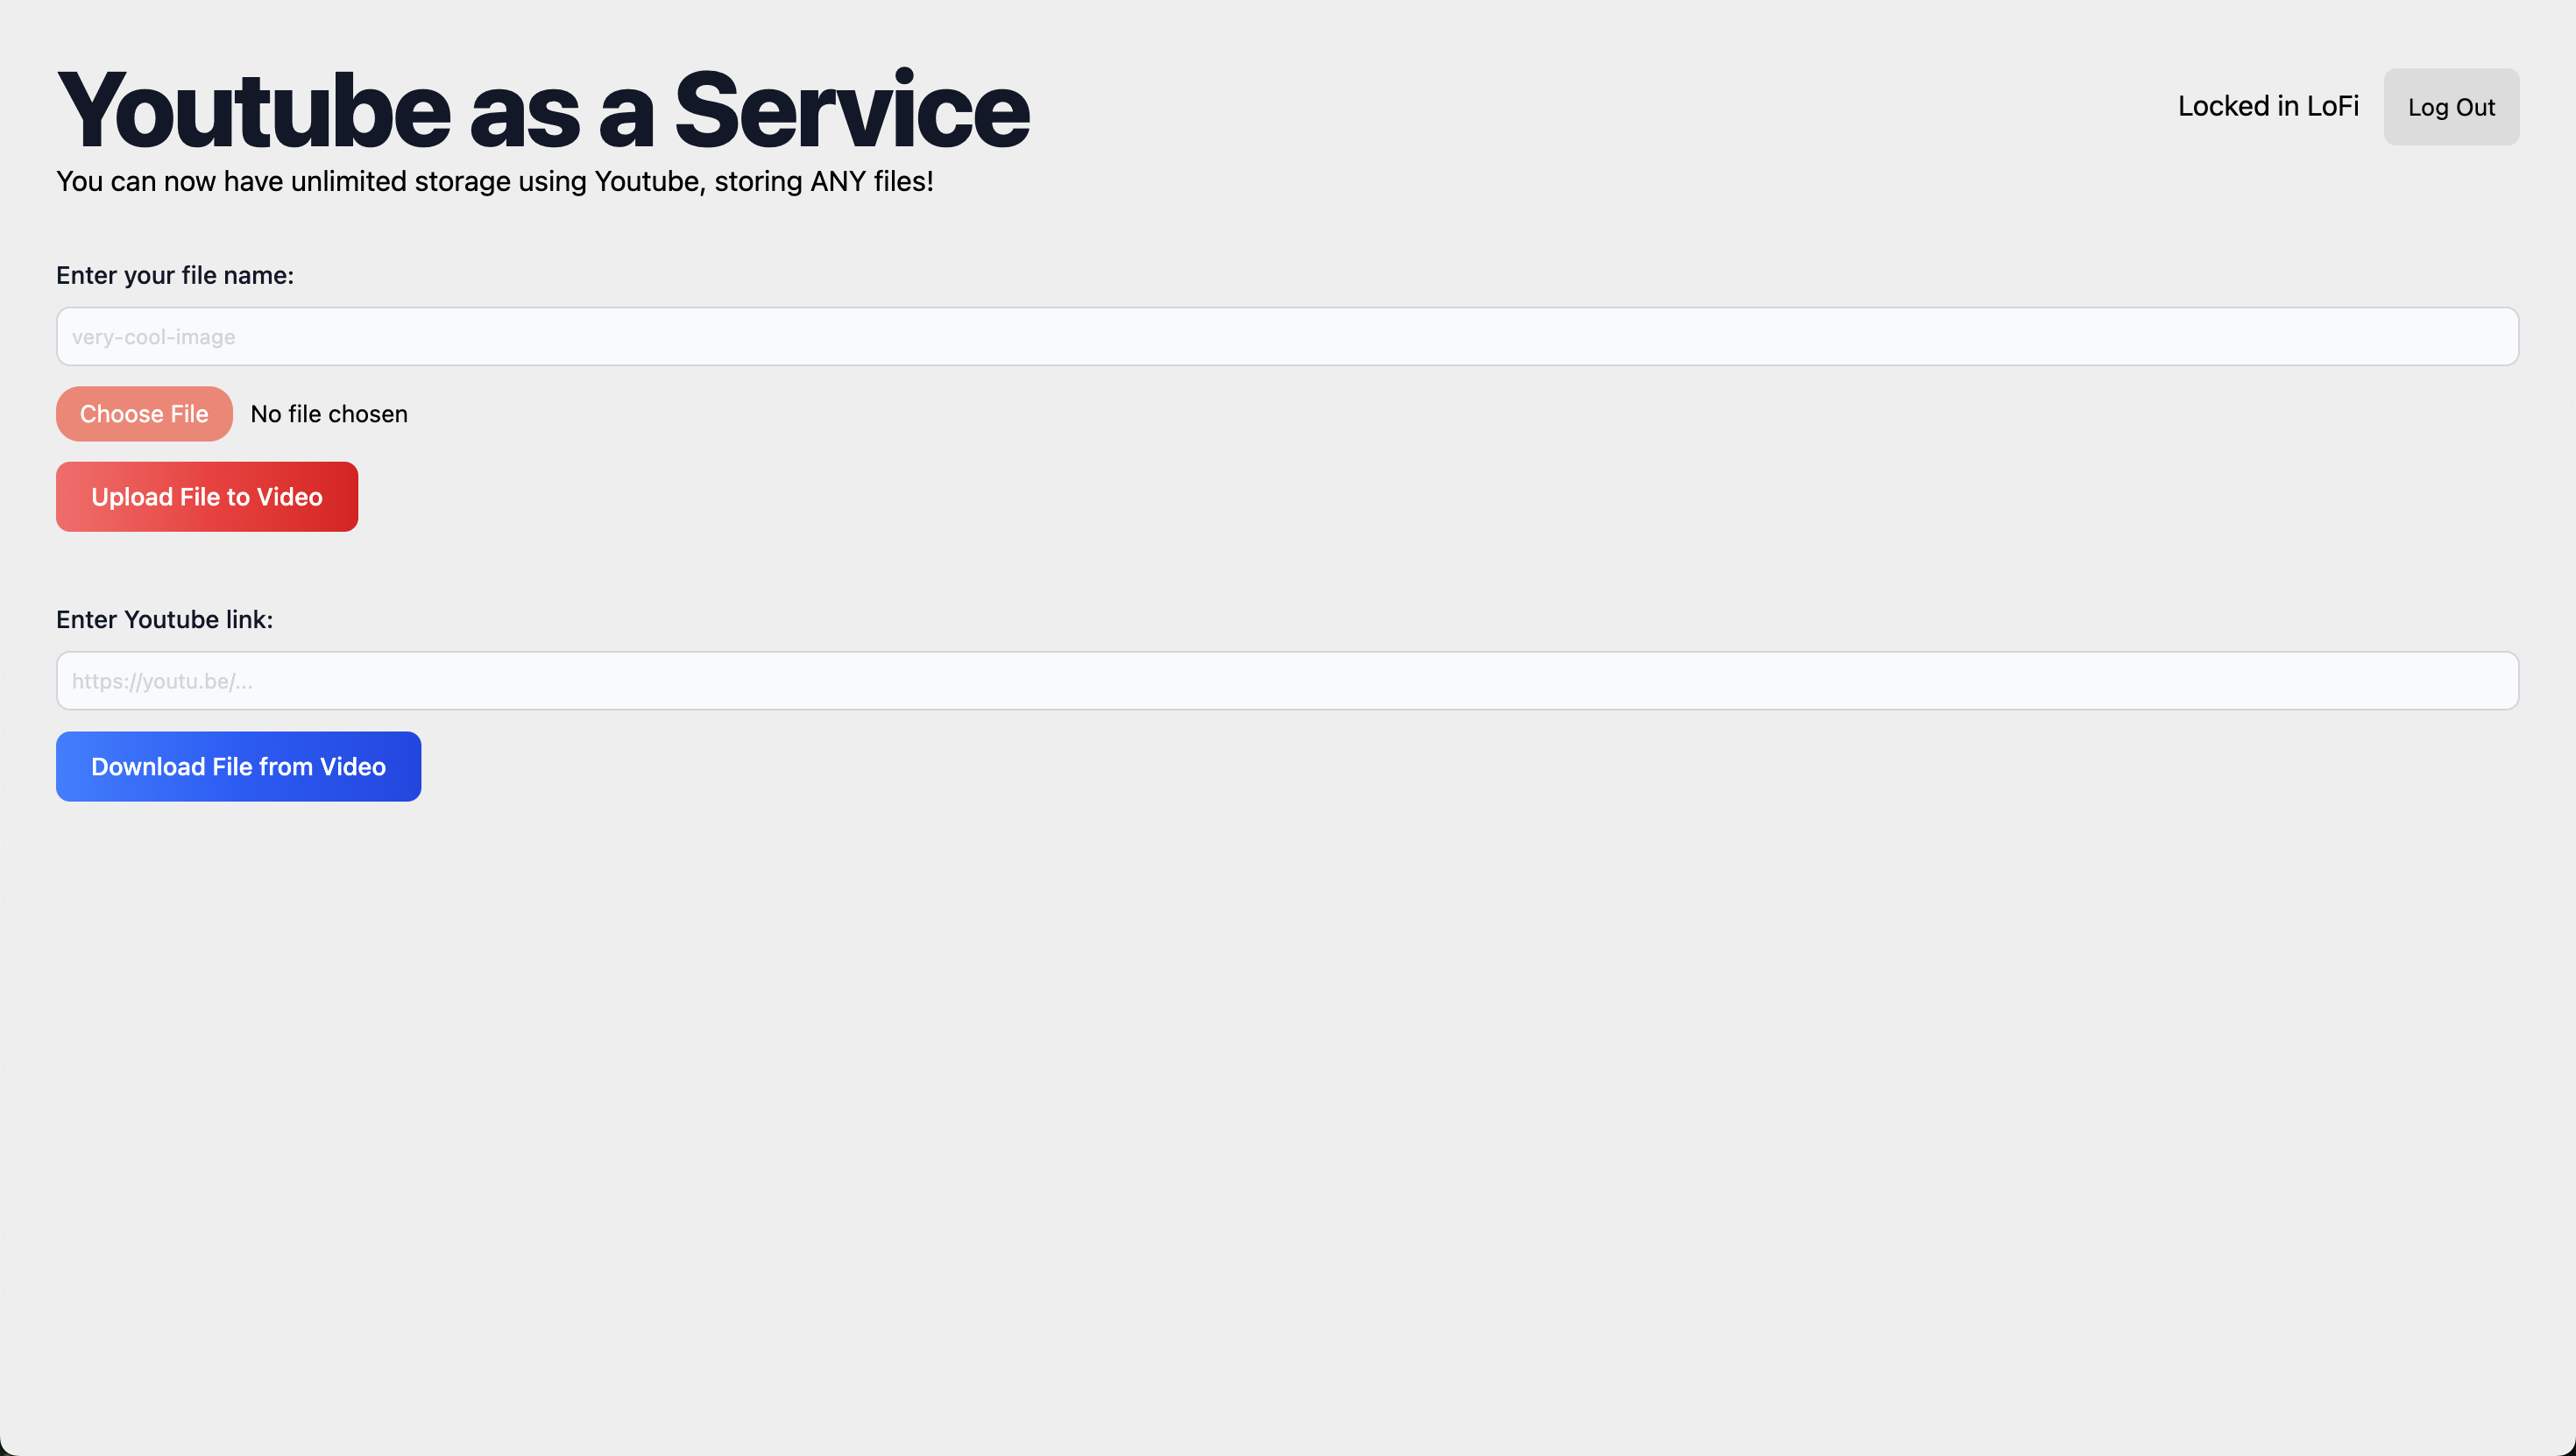 Youtube as a Service
Locked in LoFi
Log Out
You can now have unlimited storage using Youtube, storing ANY files!
Enter your file name:
very-cool-image
Choose File No file chosen
Upload File to Video
Enter Youtube link:
https://youtu.be/...
Download File from Video